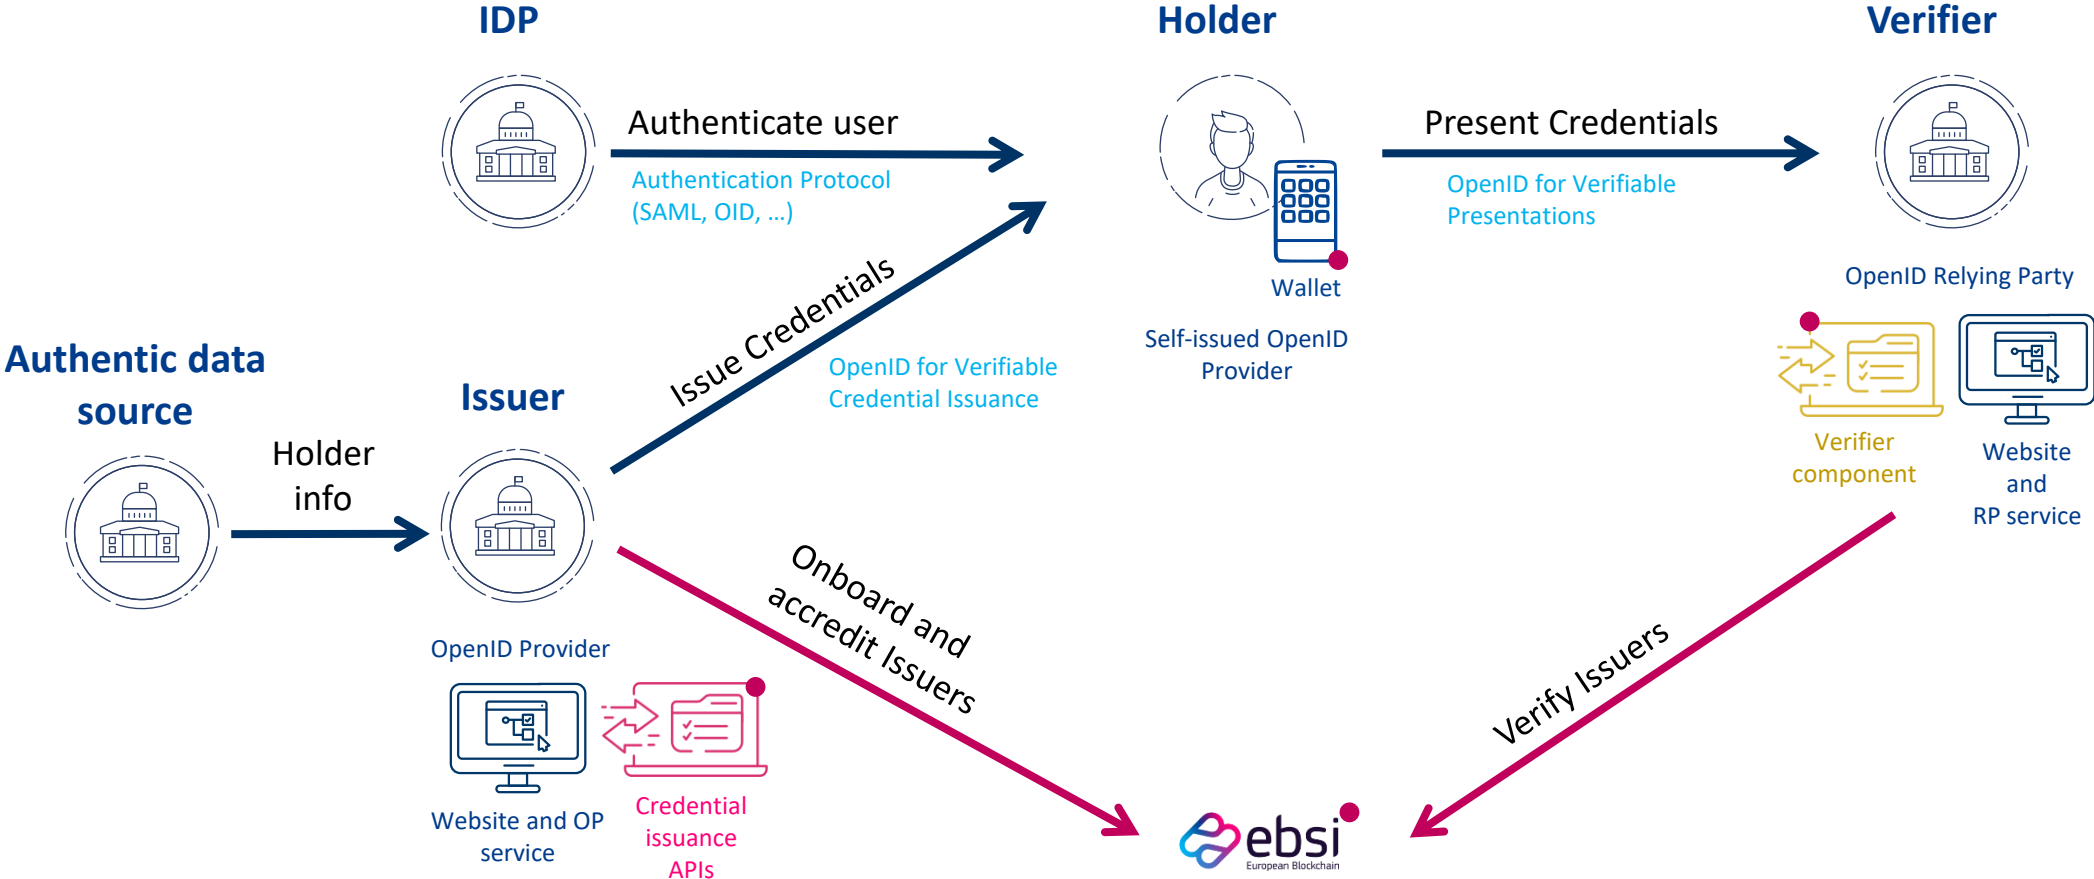 IDP
Holder
Verifier
Authenticate user
Authentication Protocol
(SAML, OID, ...)
Present Credentials
OpenID for Verifiable
Presentations
Wallet
Self-issued OpenID
Provider
OpenID Relying Party
Verifier
component
Website
and
RP service
Authentic data
source
Holder
info
Issuer
Issue Credentials
OpenID for Verifiable
Credential Issuance
OpenID Provider
Website and OP
service
Credential
issuance
APIs
Onboard and
accredit Issuers
Verify Issuers
ebsi
European Blockchain